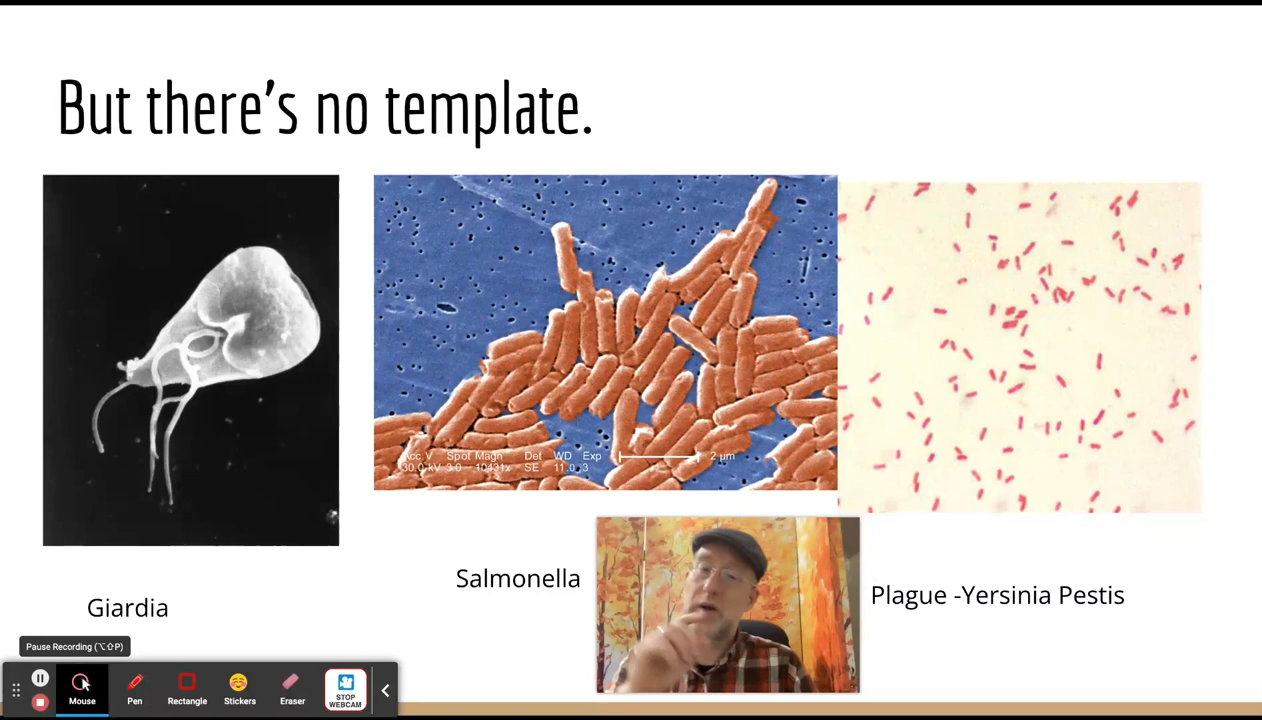 But there's no template.
Acc.V Spot Magn Det WD Exp
30.0 kV 3.0 10431x SE 11.0 3
2 µm
Giardia
Salmonella
Plague -Yersinia Pestis
Pause Recording (⌥⇧P)
Mouse
Pen
Rectangle
Stickers
Eraser
STOP
WEBCAM